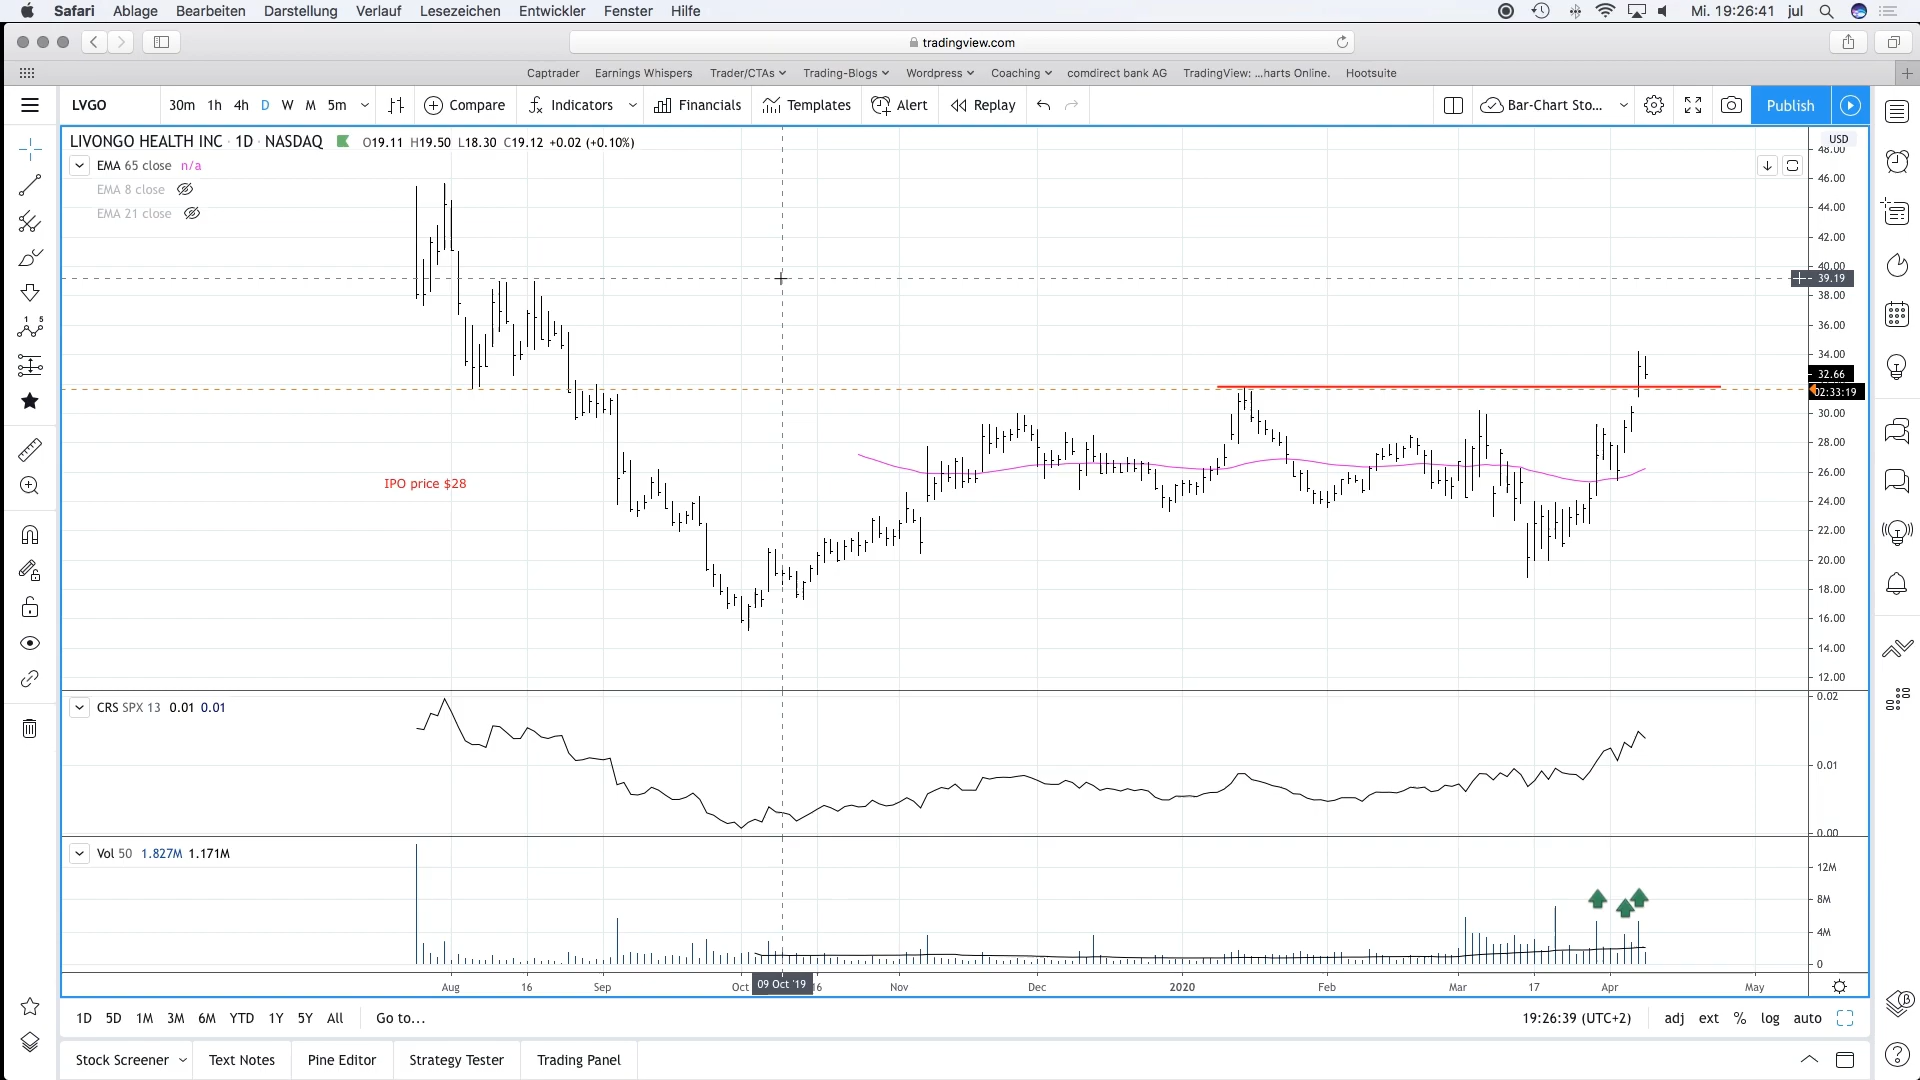 Safari Ablage Bearbeiten Darstellung Verlauf Lesezeichen Entwickler Fenster Hilfe Mi. 19:26:41 jul
tradingview.com
Captrader Earnings Whispers Trader/CTAs Trading-Blogs Wordpress Coaching comdirect bank AG TradingView: ...harts Online. Hootsuite
LVGO 30m 1h 4h D W M 5m Compare Indicators Financials Templates Alert Replay Bar-Chart Sto... Publish
LIVONGO HEALTH INC · 1D · NASDAQ O19.11 H19.50 L18.30 C19.12 +0.02 (+0.10%)
USD
48.00
EMA 65 close n/a
46.00
EMA 8 close
44.00
EMA 21 close
42.00
40.00
39.19
38.00
36.00
34.00
32.66
02:33:19
30.00
28.00
26.00
IPO price $28
24.00
22.00
20.00
18.00
16.00
14.00
12.00
0.02
CRS SPX 13 0.01 0.01
0.01
0.00
Vol 50 1.827M 1.171M
12M
8M
4M
0
Aug 16 Sep Oct 09 Oct '19 16 Nov Dec 2020 Feb Mar 17 Apr May
1D 5D 1M 3M 6M YTD 1Y 5Y All Go to... 19:26:39 (UTC+2) adj ext % log auto
Stock Screener Text Notes Pine Editor Strategy Tester Trading Panel